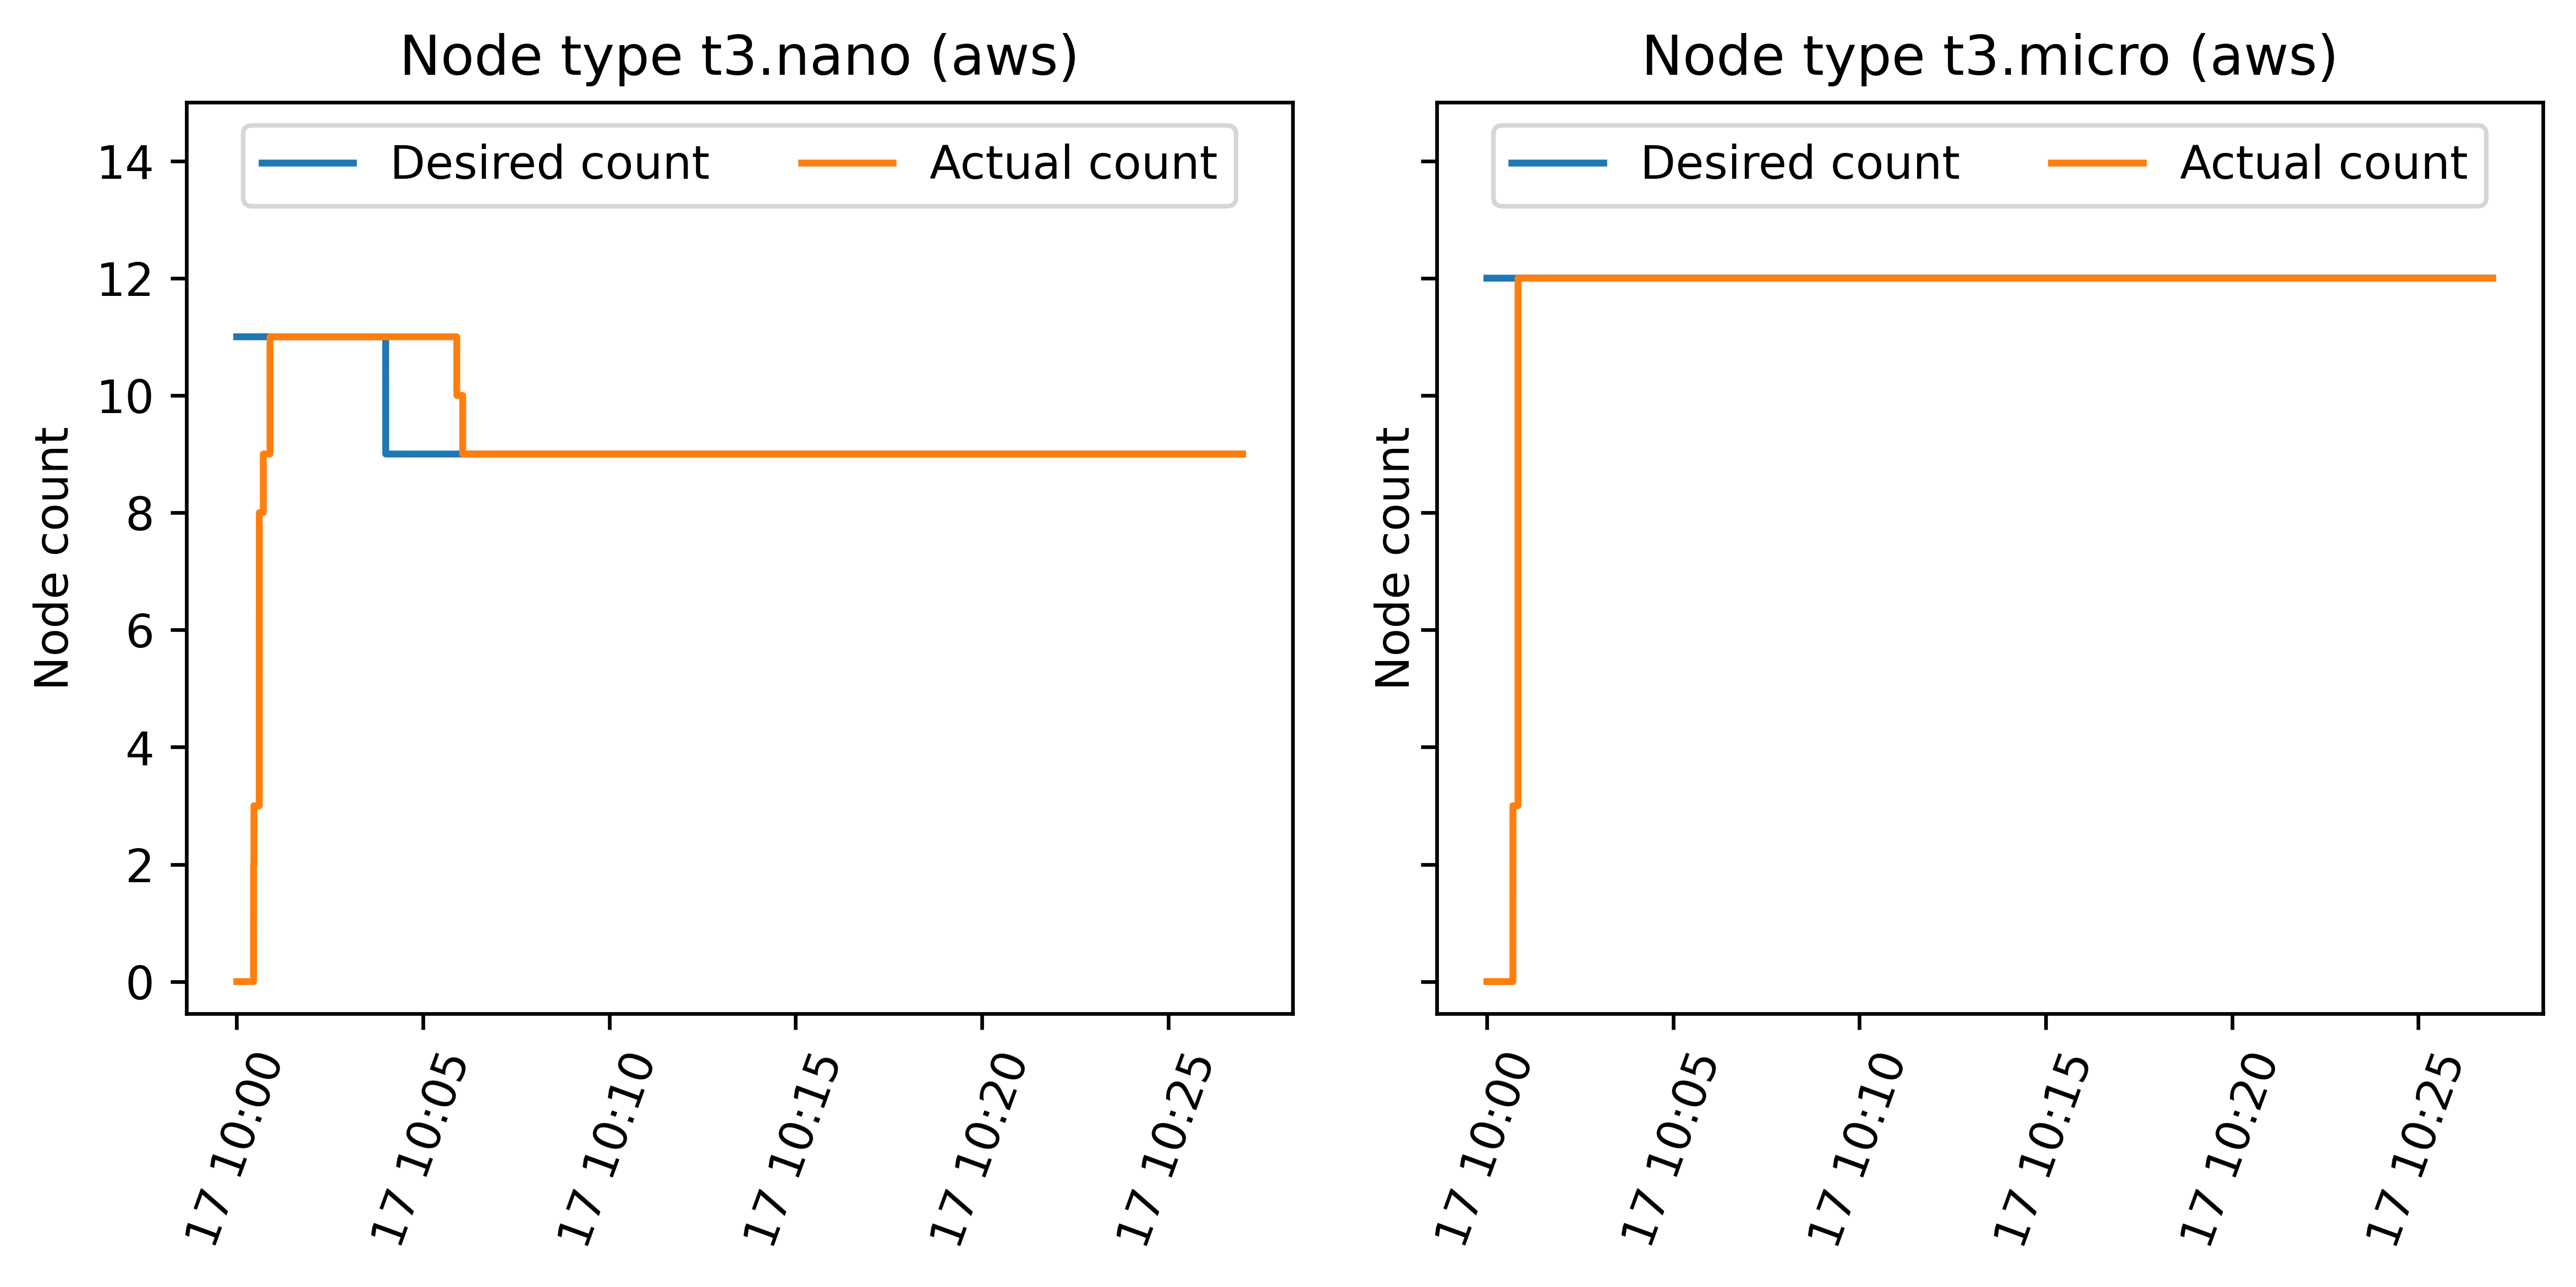 Node type t3.nano (aws)
Desired count
Actual count
Node count
14
12
10
8
6
4
2
0
17 10:00
17 10:05
17 10:10
17 10:15
17 10:20
17 10:25
Node type t3.micro (aws)
Desired count
Actual count
Node count
17 10:00
17 10:05
17 10:10
17 10:15
17 10:20
17 10:25